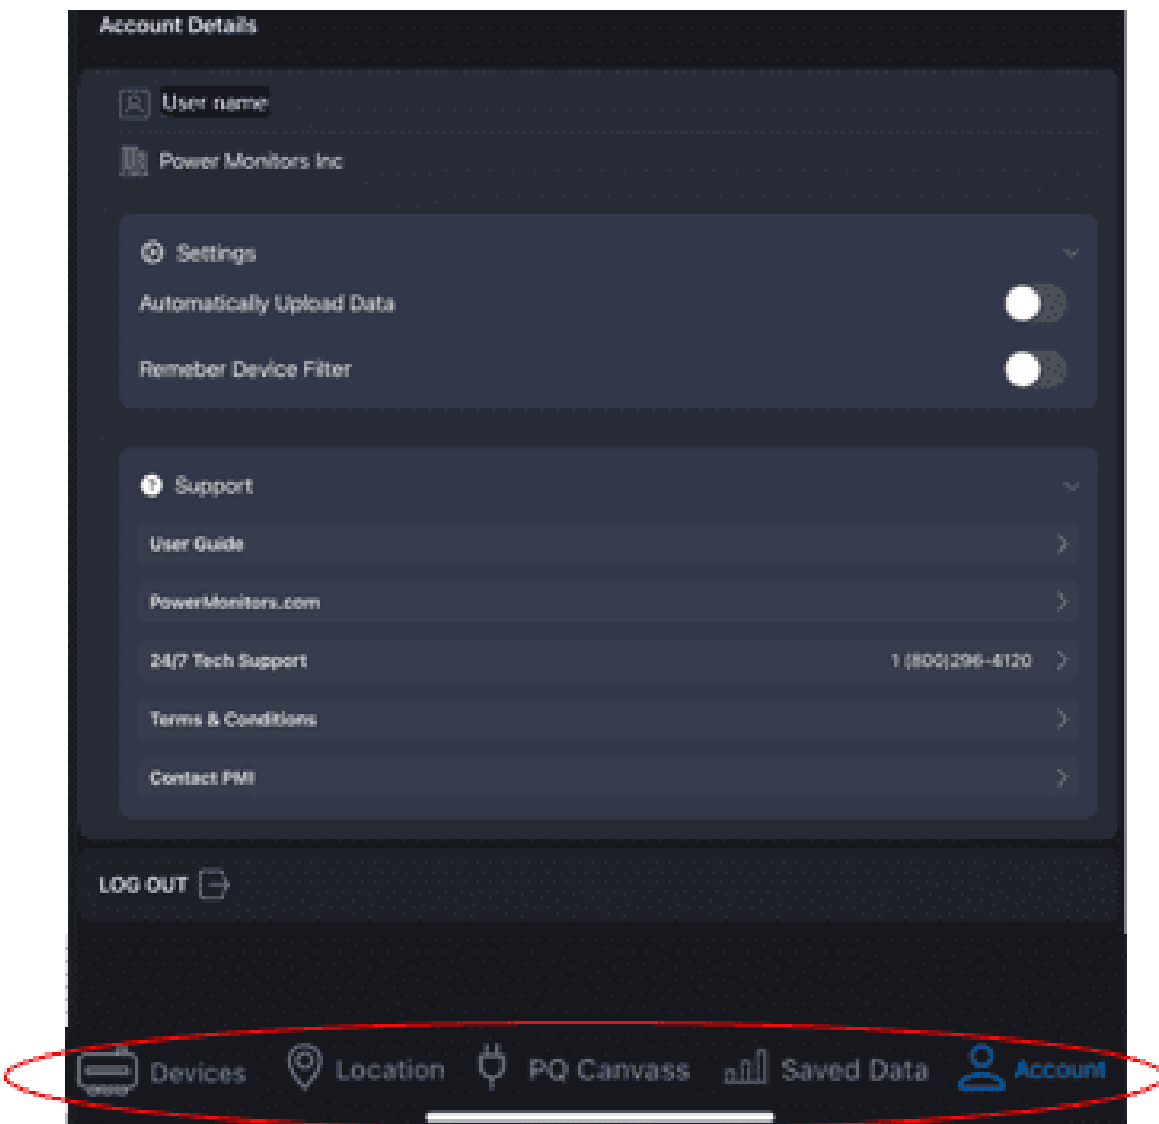 Account Details
User name
Power Monitors Inc
Settings
Automatically Upload Data
Remeber Device Filter
Support
User Guide
PowerMonitors.com
24/7 Tech Support 1 (800)296-4120
Terms & Conditions
Contact PMI
LOG OUT
Devices Location PQ Canvass Saved Data Account